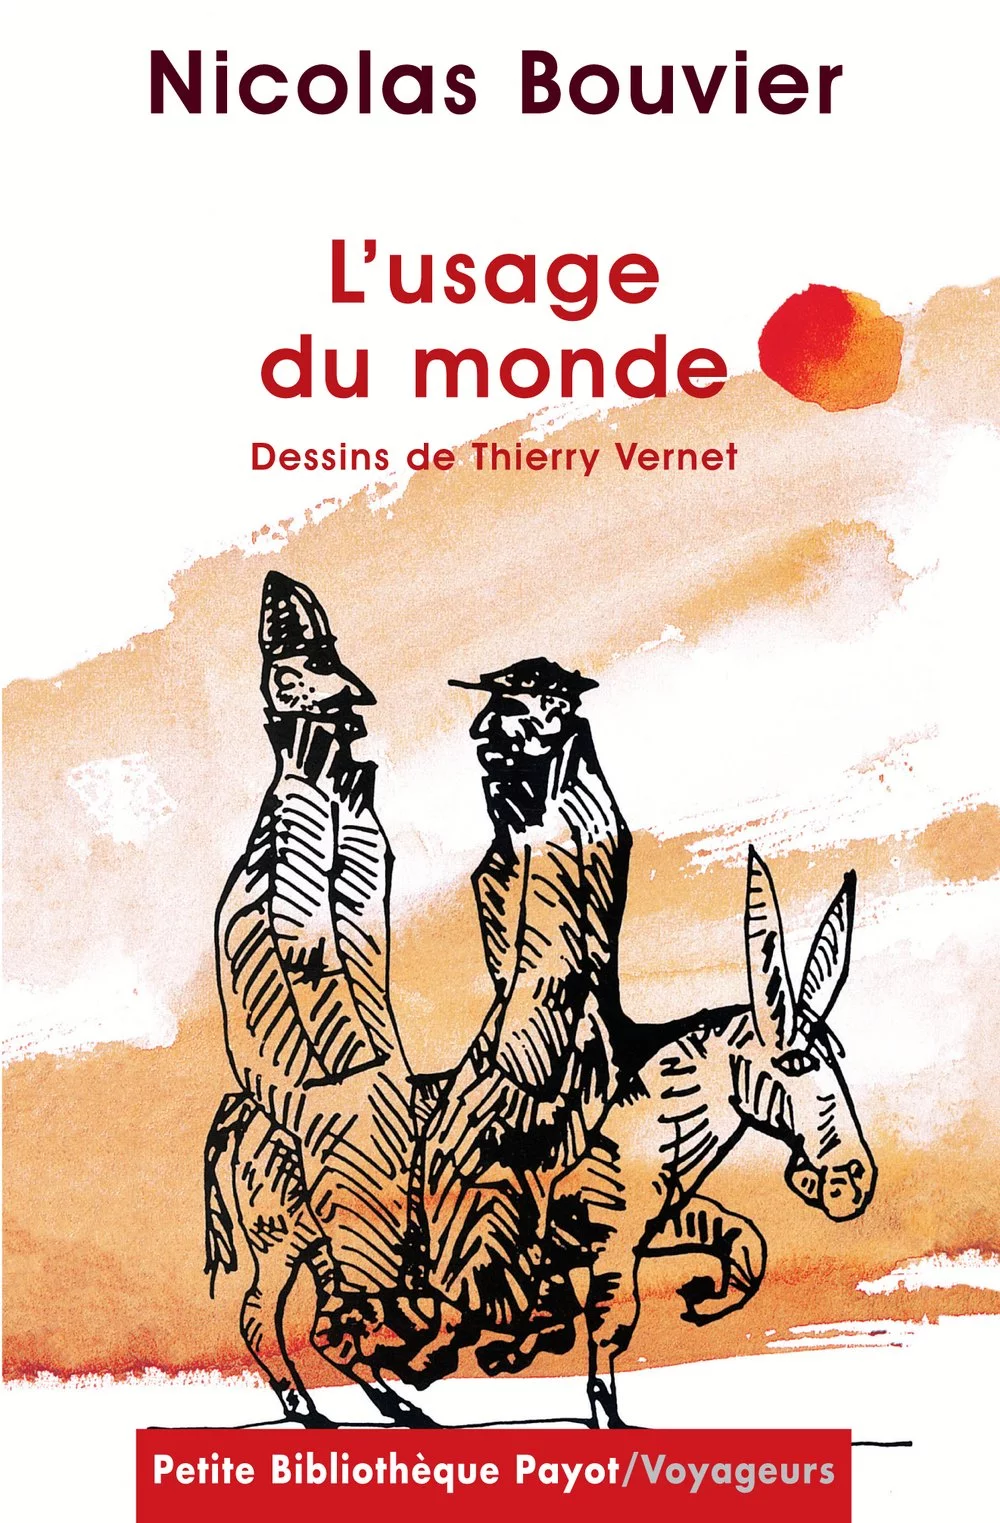 Nicolas Bouvier
L'usage
du monde
Dessins de Thierry Vernet
Petite Bibliothèque Payot/Voyageurs